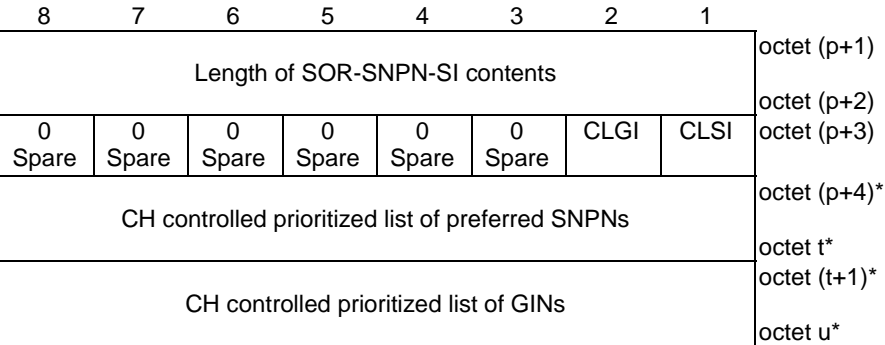 8 7 6 5 4 3 2 1
octet (p+1)
Length of SOR-SNPN-SI contents
octet (p+2)
0 0 0 0 0 0 CLGI CLSI octet (p+3)
Spare Spare Spare Spare Spare Spare
octet (p+4)*
CH controlled prioritized list of preferred SNPNs
octet t*
octet (t+1)*
CH controlled prioritized list of GINs
octet u*